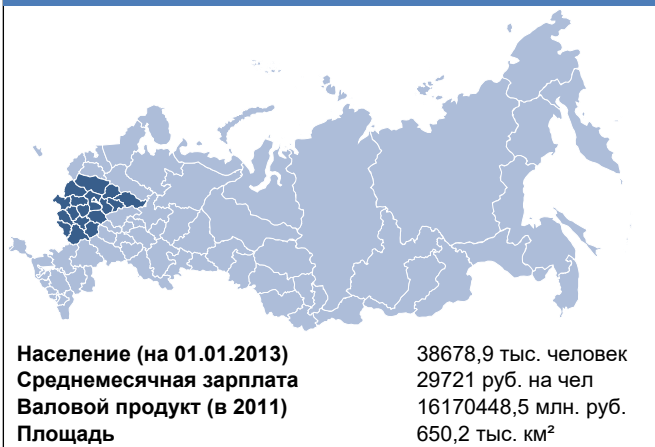 Население (на 01.01.2013) 38678,9 тыс. человек
Среднемесячная зарплата 29721 руб. на чел
Валовой продукт (в 2011) 16170448,5 млн. руб.
Площадь 650,2 тыс. км²